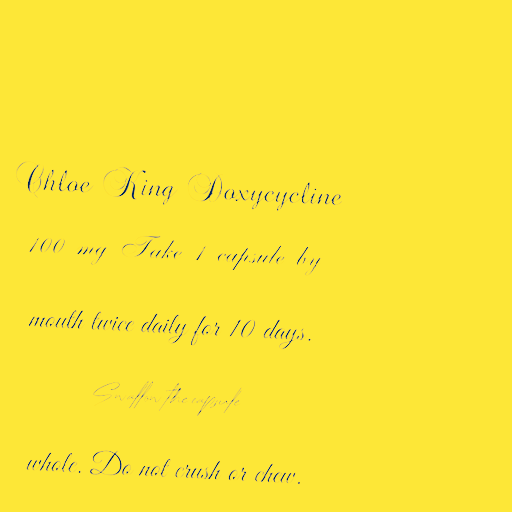 Chloe King Doxycycline
100 mg Take 1 capsule by
mouth twice daily for 10 days.
Swallow the capsule
whole. Do not crush or chew.